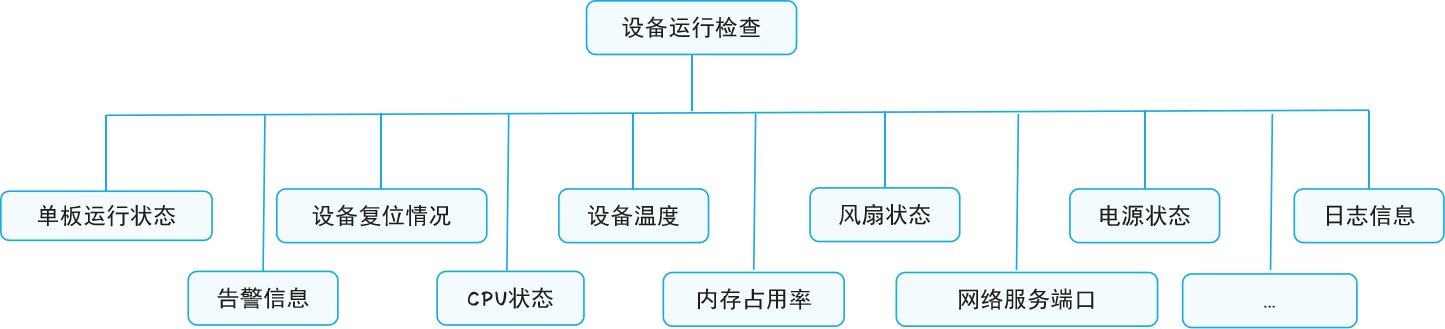 设备运行检查
单板运行状态
设备复位情况
设备温度
风扇状态
电源状态
日志信息
告警信息
CPU状态
内存占用率
网络服务端口
...